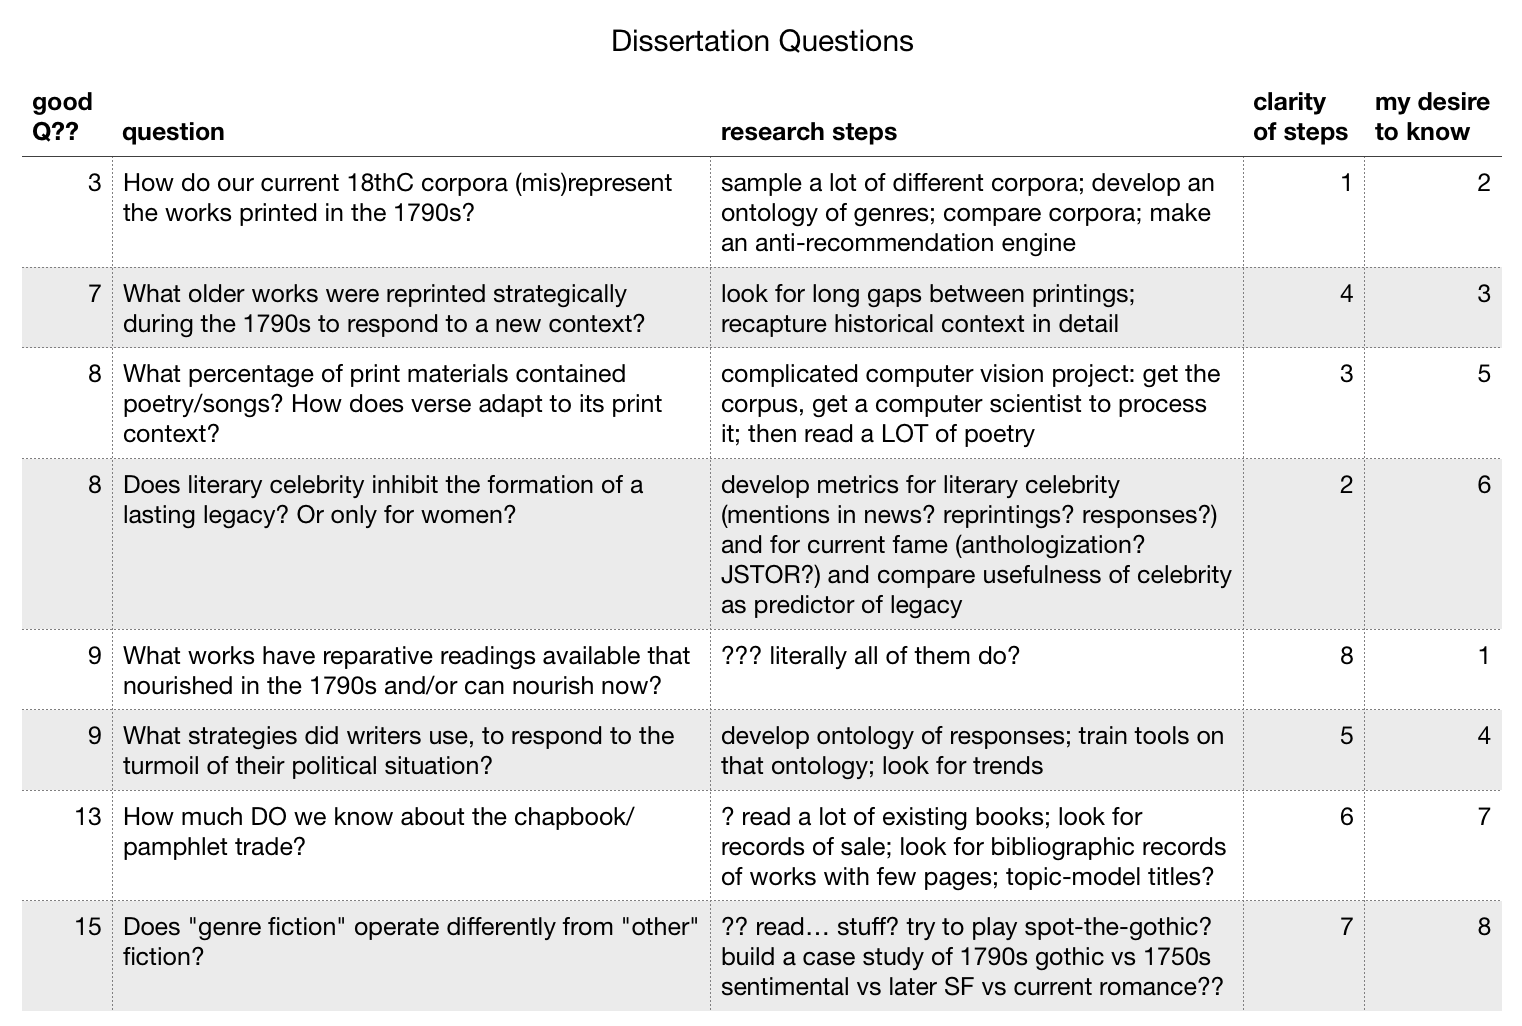 Dissertation Questions
good Q?? question research steps clarity of steps my desire to know
3 How do our current 18thC corpora (mis)represent the works printed in the 1790s? sample a lot of different corpora; develop an ontology of genres; compare corpora; make an anti-recommendation engine 1 2
7 What older works were reprinted strategically during the 1790s to respond to a new context? look for long gaps between printings; recapture historical context in detail 4 3
8 What percentage of print materials contained poetry/songs? How does verse adapt to its print context? complicated computer vision project: get the corpus, get a computer scientist to process it; then read a LOT of poetry 3 5
8 Does literary celebrity inhibit the formation of a lasting legacy? Or only for women? develop metrics for literary celebrity (mentions in news? reprintings? responses?) and for current fame (anthologization? JSTOR?) and compare usefulness of celebrity as predictor of legacy 2 6
9 What works have reparative readings available that nourished in the 1790s and/or can nourish now? ??? literally all of them do? 8 1
9 What strategies did writers use, to respond to the turmoil of their political situation? develop ontology of responses; train tools on that ontology; look for trends 5 4
13 How much DO we know about the chapbook/pamphlet trade? ? read a lot of existing books; look for records of sale; look for bibliographic records of works with few pages; topic-model titles? 6 7
15 Does "genre fiction" operate differently from "other" fiction? ?? read… stuff? try to play spot-the-gothic? build a case study of 1790s gothic vs 1750s sentimental vs later SF vs current romance?? 7 8